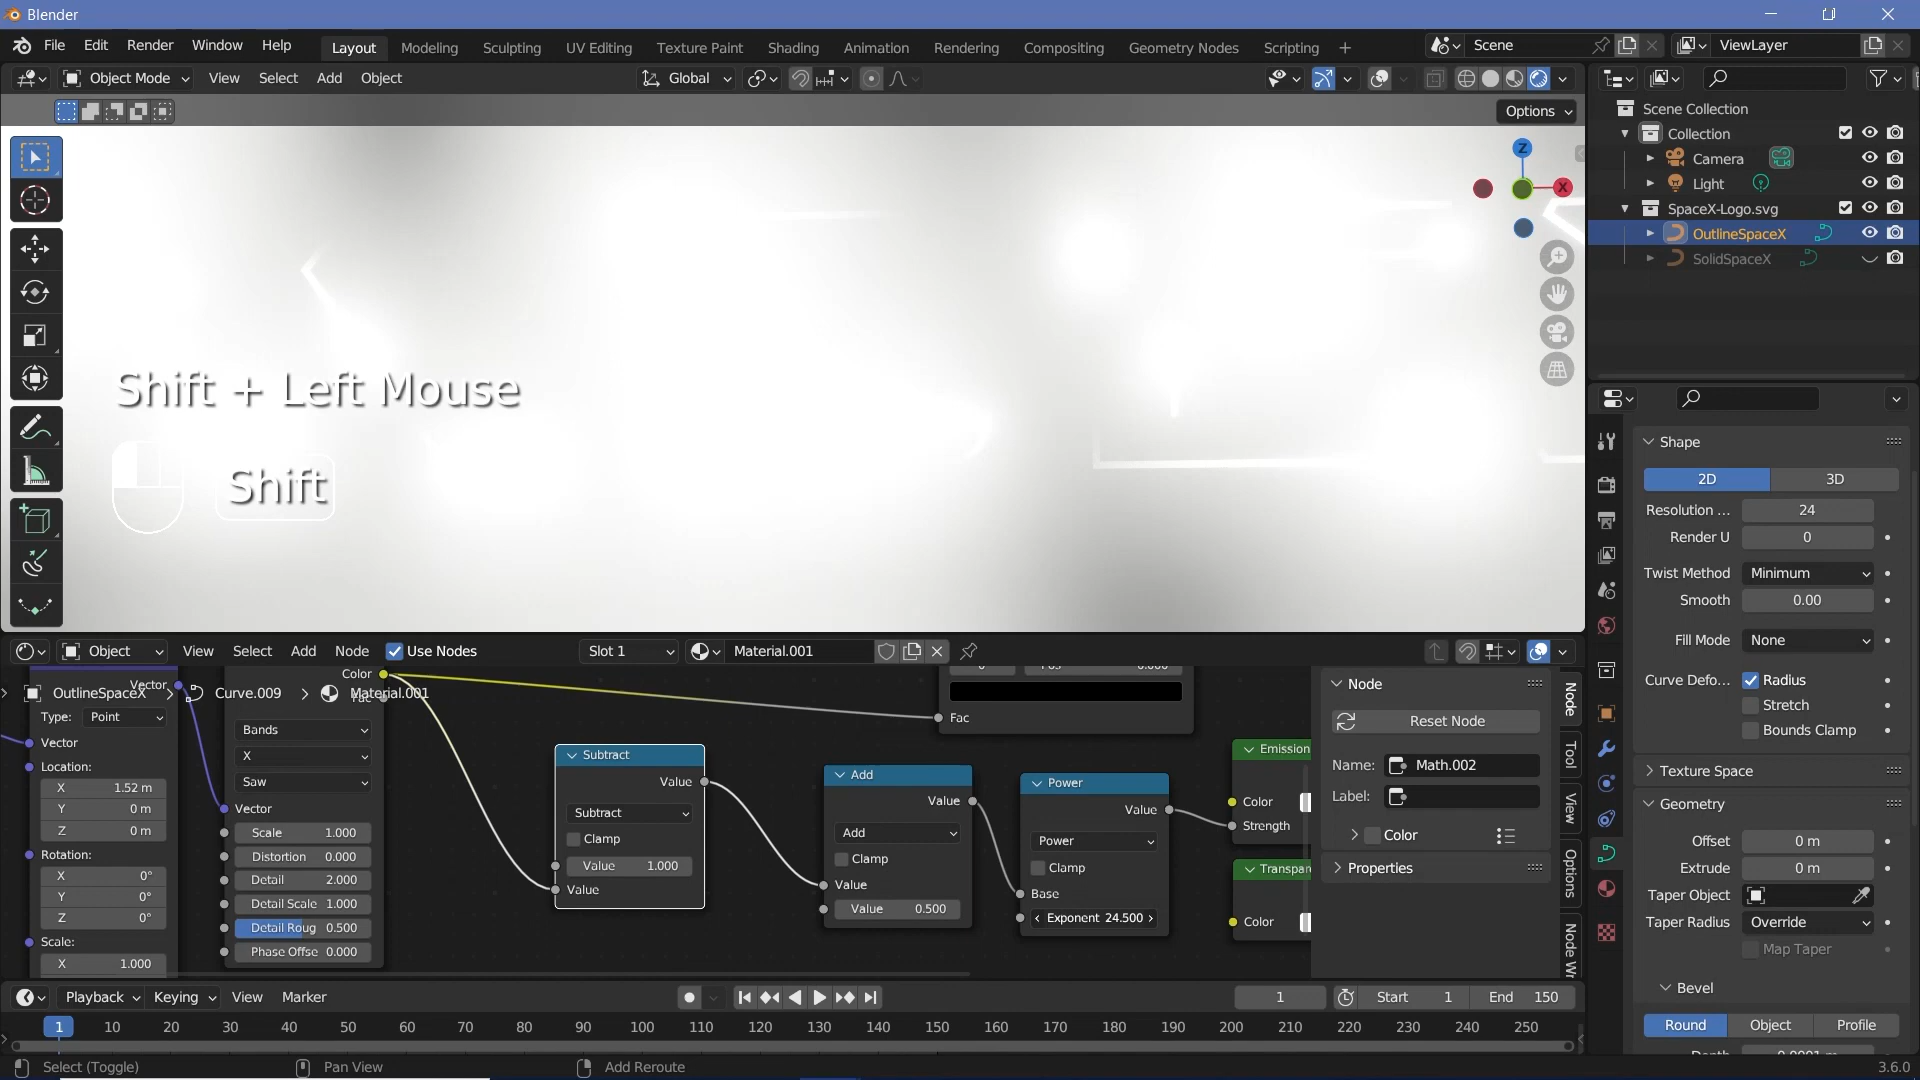 Blender
File Edit Render Window Help Layout Modeling Sculpting UV Editing Texture Paint Shading Animation Rendering Compositing Geometry Nodes Scripting + Scene ViewLayer
Object Mode View Select Add Object Global
Options
Z
X
Shift + Left Mouse
Shift
Scene Collection
Collection
Camera
Light
SpaceX-Logo.svg
OutlineSpaceX
SolidSpaceX
Shape
2D 3D
Resolution ... 24
Render U 0
Twist Method Minimum
Smooth 0.00
Fill Mode None
Curve Defo... Radius
Stretch
Bounds Clamp
Texture Space
Geometry
Offset 0 m
Extrude 0 m
Taper Object
Taper Radius Override
Map Taper
Bevel
Round Object Profile
Object View Select Add Node Use Nodes Slot 1 Material.001
OutlineSpaceX > Curve.009 > Material.001
Vector
Type: Point
Vector
Location:
X 1.52 m
Y 0 m
Z 0 m
Rotation:
X 0°
Y 0°
Z 0°
Scale:
X 1.000
Color
Bands
X
Saw
Vector
Scale 1.000
Distortion 0.000
Detail 2.000
Detail Scale 1.000
Detail Roug 0.500
Phase Offse 0.000
Subtract
Value
Subtract
Clamp
Value 1.000
Value
Add
Value
Add
Clamp
Value
Value 0.500
Fac
Power
Value
Power
Clamp
Base
Exponent 24.500
Emission
Color
Strength
Transpare
Color
Node
Reset Node
Name: Math.002
Label:
Color
Properties
Node
Tool
View
Options
Node Wr
Playback Keying View Marker 1 Start 1 End 150
1 10 20 30 40 50 60 70 80 90 100 110 120 130 140 150 160 170 180 190 200 210 220 230 240 250
Select (Toggle) Pan View Add Reroute 3.6.0